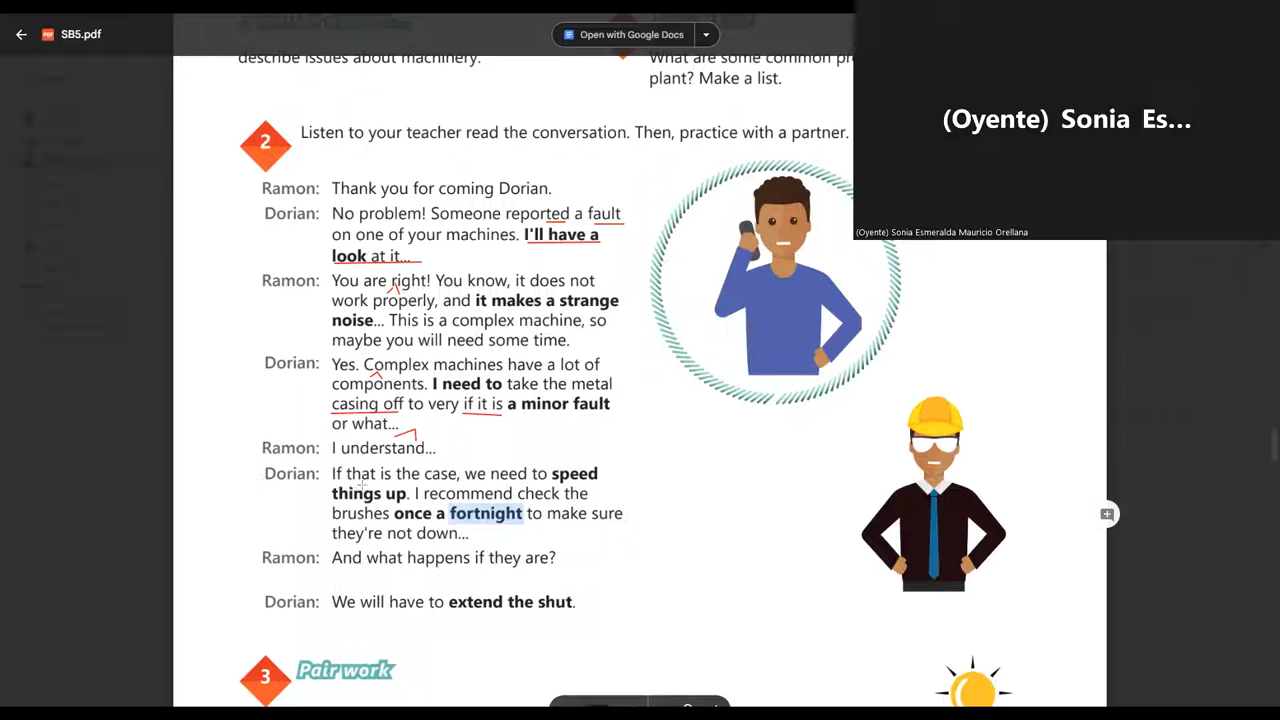 SB5.pdf
Open with Google Docs
describe issues about machinery.
What are some common
plant? Make a list.
2
Listen to your teacher read the conversation. Then, practice with a partner.
Ramon: Thank you for coming Dorian.
Dorian: No problem! Someone reported a fault
on one of your machines. I'll have a
look at it...
Ramon: You are right! You know, it does not
work properly, and it makes a strange
noise... This is a complex machine, so
maybe you will need some time.
Dorian: Yes. Complex machines have a lot of
components. I need to take the metal
casing off to very if it is a minor fault
or what...
Ramon: I understand...
Dorian: If that is the case, we need to speed
things up. I recommend check the
brushes once a fortnight to make sure
they're not down...
Ramon: And what happens if they are?
Dorian: We will have to extend the shut.
3
Pair work
(Oyente) Sonia Es...
(Oyente) Sonia Esmeralda Mauricio Orellana